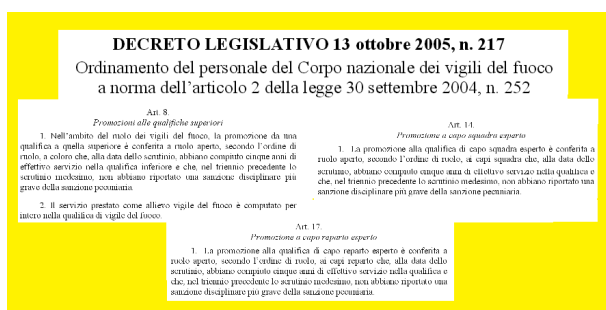 DECRETO LEGISLATIVO 13 ottobre 2005, n. 217
Ordinamento del personale del Corpo nazionale dei vigili del fuoco
a norma dell'articolo 2 della legge 30 settembre 2004, n. 252
Art. 8.
Promozioni alle qualifiche superiori
1. Nell'ambito del ruolo dei vigili del fuoco, la promozione da una
qualifica a quella superiore è conferita a ruolo aperto, secondo l'ordine di
ruolo, a coloro che, alla data dello scrutinio, abbiano compiuto cinque anni di
effettivo servizio nella qualifica inferiore e che, nel triennio precedente lo
scrutinio medesimo, non abbiano riportato una sanzione disciplinare più
grave della sanzione pecuniaria.
2. Il servizio prestato come allievo vigile del fuoco è computato per
intero nella qualifica di vigile del fuoco
Art. 14.
Promozione a capo squadra esperto
1. La promozione alla qualifica di capo squadra esperto è conferita a
ruolo aperto, secondo l'ordine di ruolo, ai capi squadra che, alla data dello
scrutinio, abbiano compiuto cinque anni di effettivo servizio nella qualifica e
che, nel triennio precedente lo scrutinio medesimo, non abbiano riportato una
sanzione disciplinare più grave della sanzione pecuniaria.
Art. 17.
Promozione a capo reparto esperto
1. La promozione alla qualifica di capo reparto esperto è conferita a
ruolo aperto, secondo l'ordine di ruolo, ai capi reparto che, alla data dello
scrutinio, abbiano compiuto cinque anni di effettivo servizio nella qualifica e
che, nel triennio precedente lo scrutinio medesimo, non abbiano riportato una
sanzione disciplinare più grave della sanzione pecuniaria.